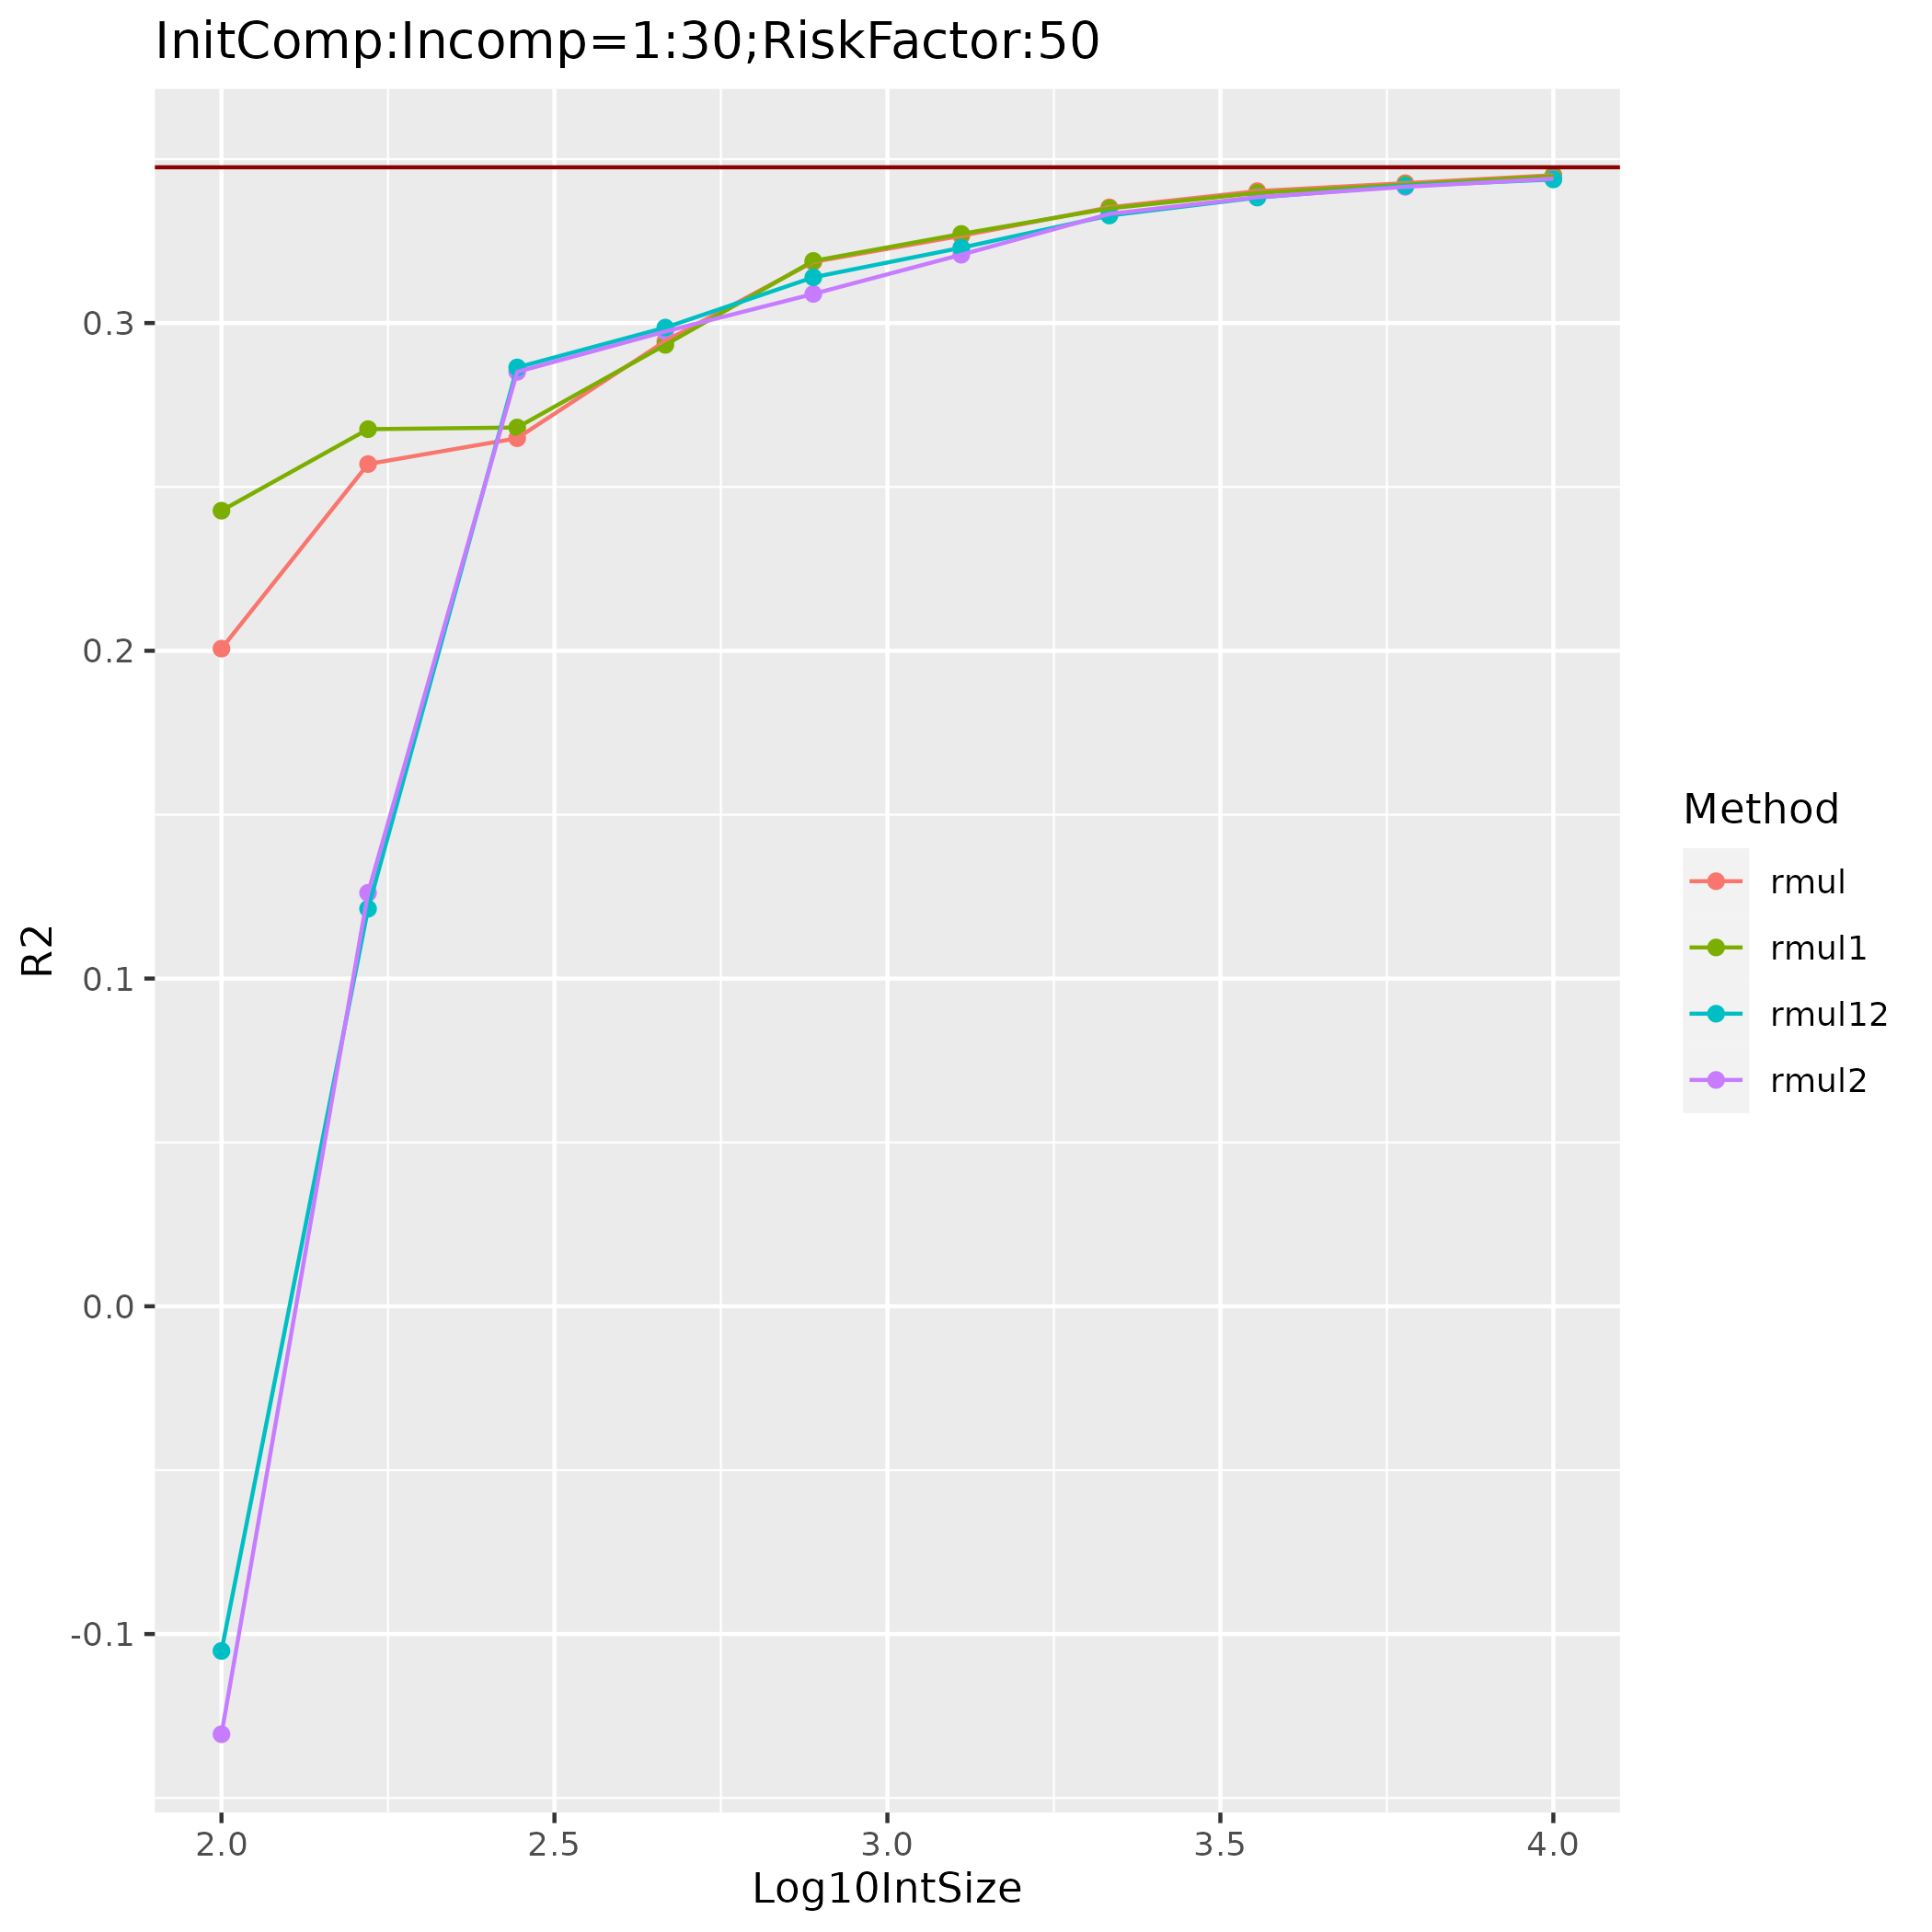 InitComp:Incomp=1:30;RiskFactor:50
0.3
0.2
0.1
0.0
-0.1
R2
2.0 2.5 3.0 3.5 4.0
Log10IntSize
Method
rmul
rmul1
rmul12
rmul2